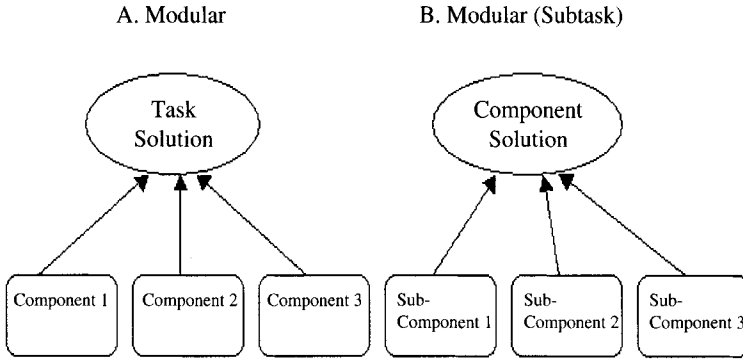 A. Modular
B. Modular (Subtask)
Task
Solution
Component
Solution
Component 1
Component 2
Component 3
Sub-
Component 1
Sub-
Component 2
Sub-
Component 3